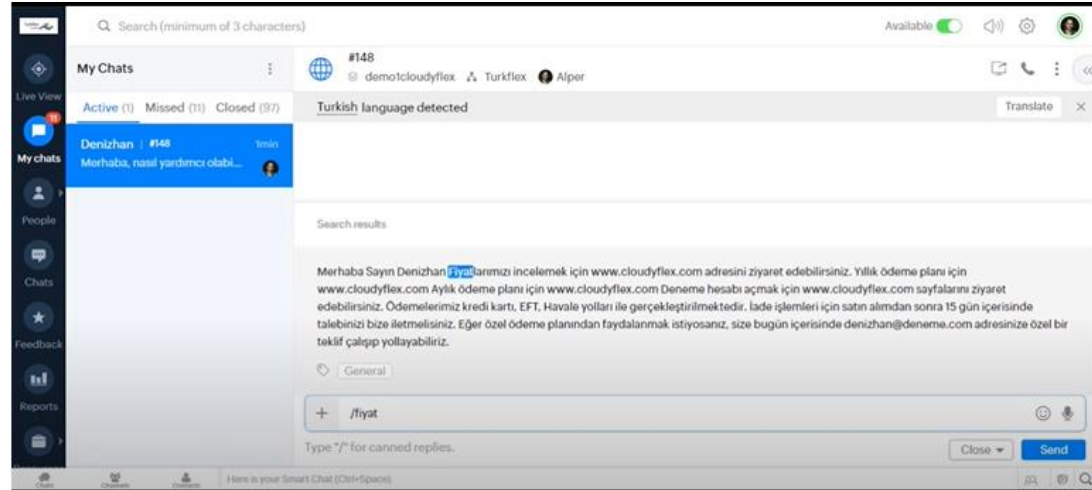 Search (minimum of 3 characters)
Available
My Chats
#148
demo1cloudyflex Turkflex Alper
Live View
Active (1) Missed (11) Closed (97)
Turkish language detected
Translate
11
My chats
Denizhan | #148 1min
Merhaba, nasıl yardımcı olabi...
People
Search results
Chats
Merhaba Sayın Denizhan Fiyatlarımızı incelemek için www.cloudyflex.com adresini ziyaret edebilirsiniz. Yıllık ödeme planı için
www.cloudyflex.com Aylık ödeme planı için www.cloudyflex.com Deneme hesabı açmak için www.cloudyflex.com sayfalarını ziyaret
edebilirsiniz. Ödemelerimiz kredi kartı, EFT, Havale yolları ile gerçekleştirilmektedir. İade işlemleri için satın alımdan sonra 15 gün içerisinde
talebinizi bize iletmelisiniz. Eğer özel ödeme planından faydalanmak istiyosanız, size bugün içerisinde denizhan@deneme.com adresinize özel bir
teklif çalışıp yollayabiliriz.
Feedback
General
Reports
/fiyat
Type "/" for canned replies.
Close
Send
Chats Channels Contacts
Here is your Smart Chat (Ctrl+Space)